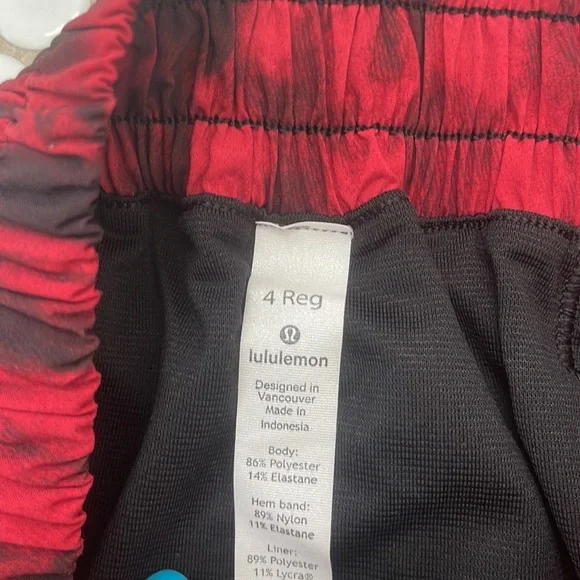 4 Reg
lululemon
Designed in
Vancouver
Made in
Indonesia
Body:
86% Polyester
14% Elastane
Hem band:
89% Nylon
11% Elastane
Liner:
89% Polyester
11% Lycra®